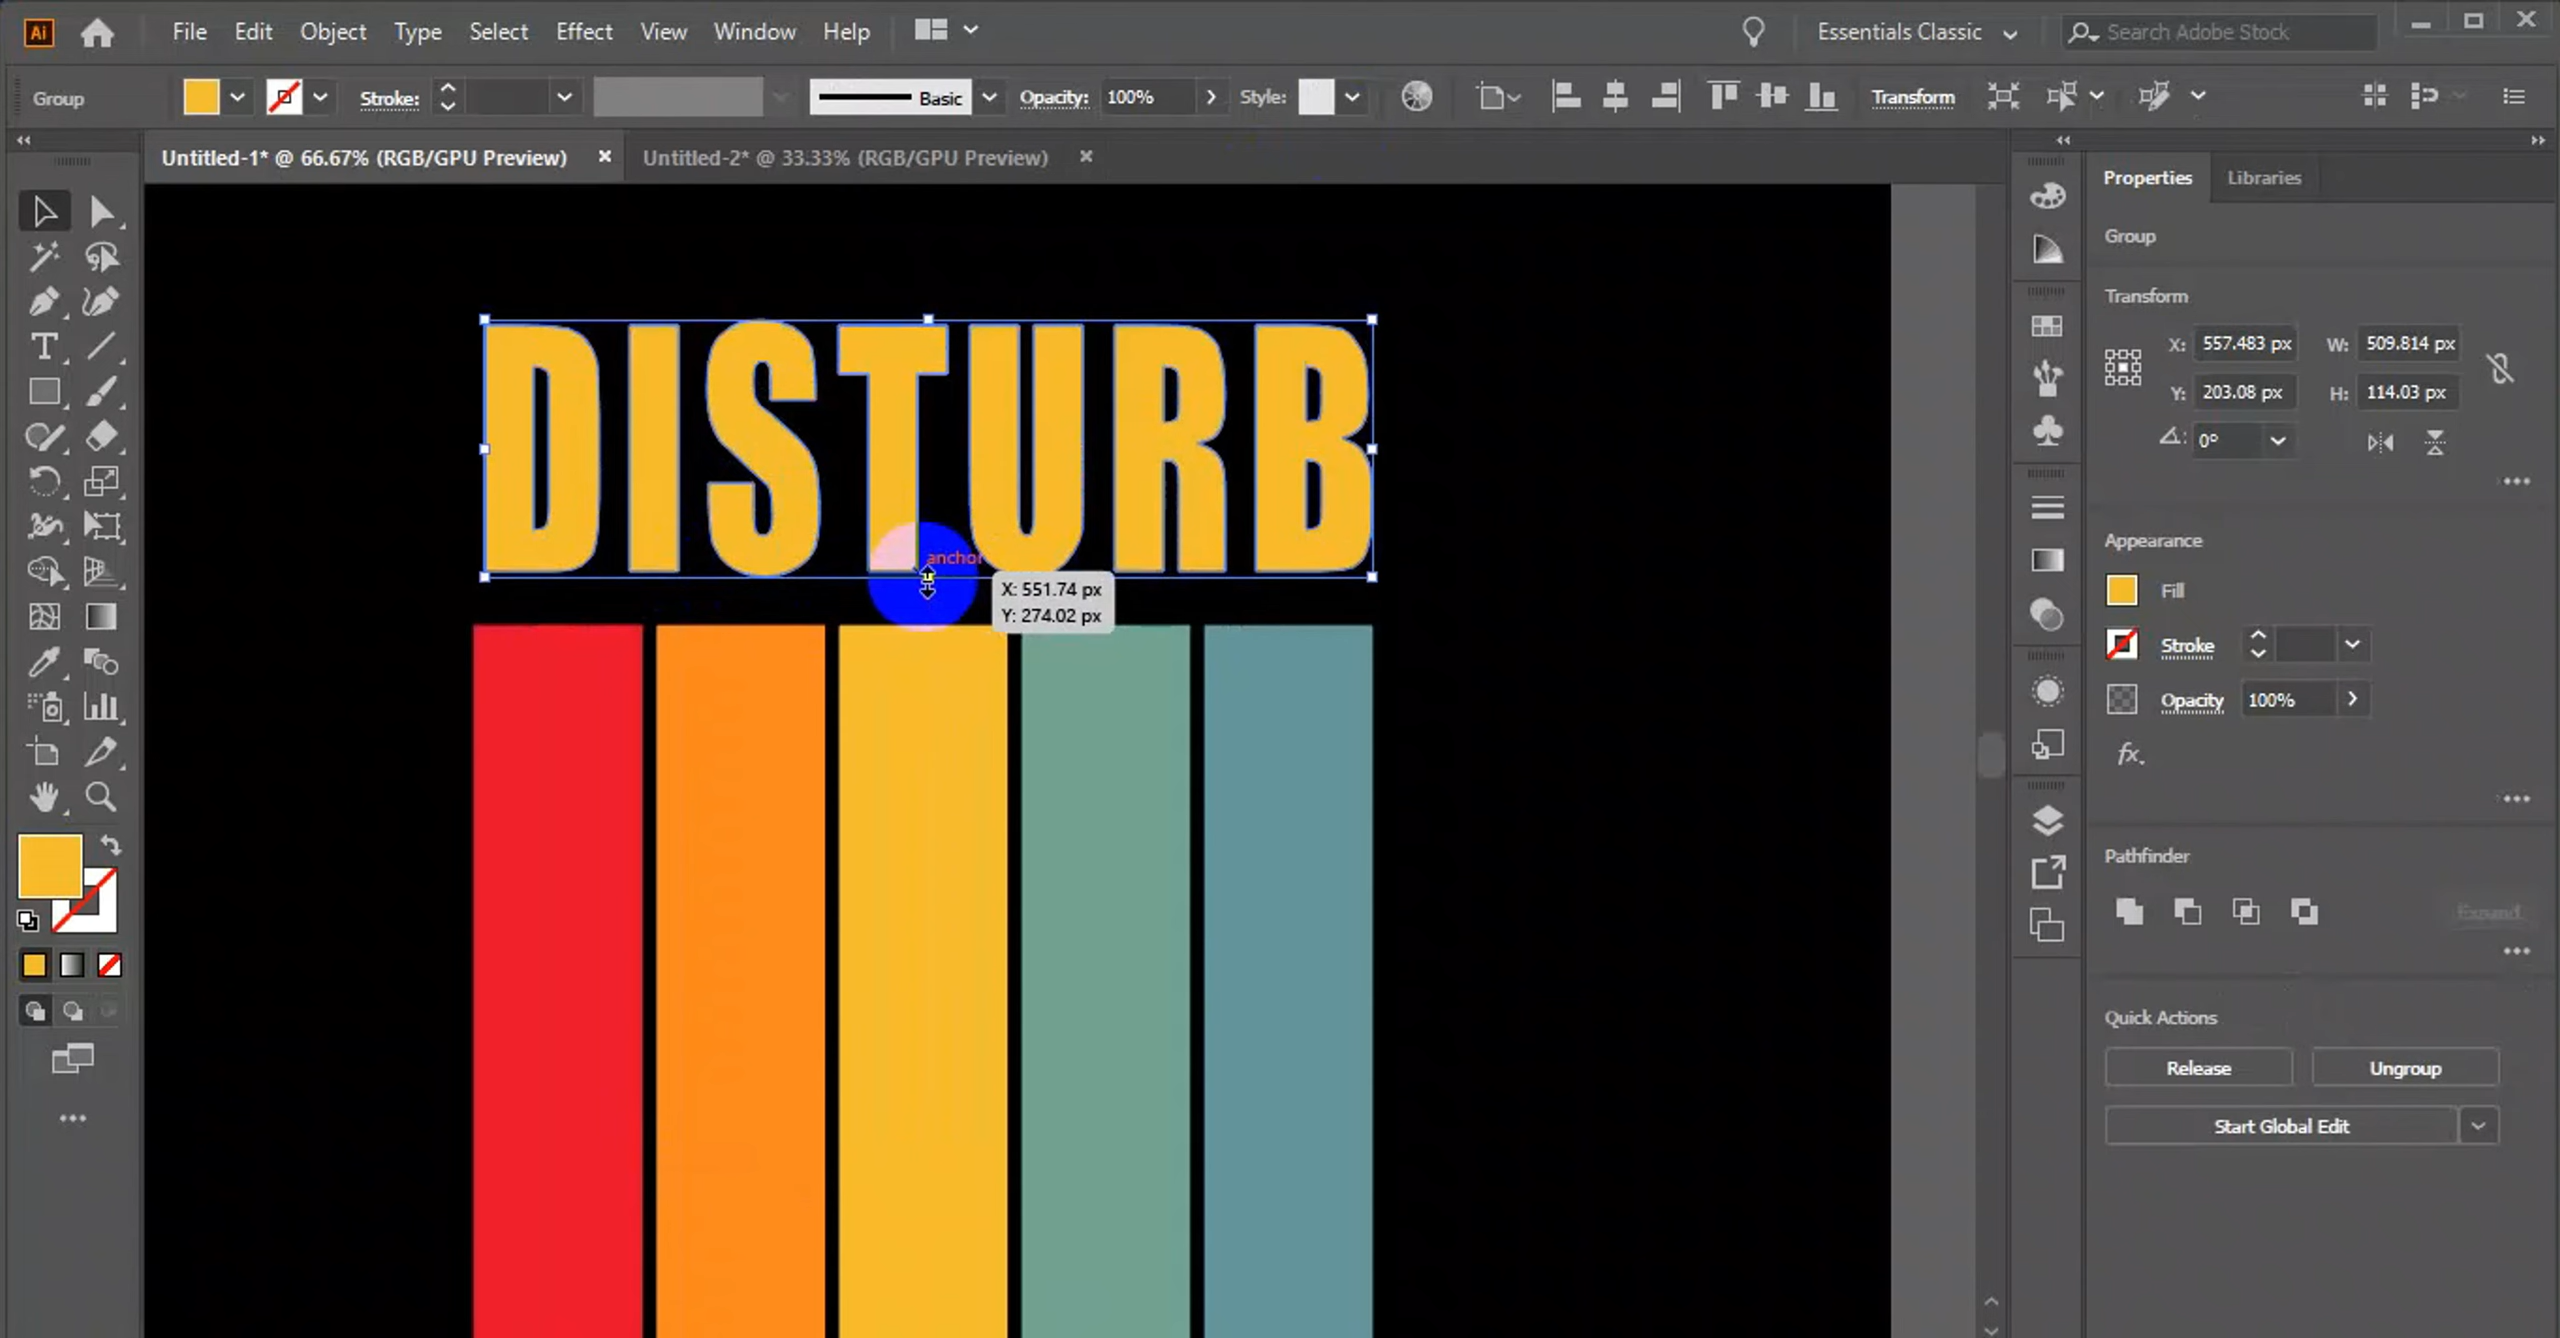 Ai File Edit Object Type Select Effect View Window Help Essentials Classic Search Adobe Stock
Group Stroke: Basic Opacity: 100% Style: Transform
Untitled-1* @ 66.67% (RGB/GPU Preview) Untitled-2* @ 33.33% (RGB/GPU Preview)
Properties Libraries
Group
Transform
X: 557.483 px W: 509.814 px
Y: 203.08 px H: 114.03 px
0°
DISTURB
anchor
X: 551.74 px
Y: 274.02 px
Appearance
Fill
Stroke
Opacity 100%
fx.
Pathfinder
Expand
Quick Actions
Release Ungroup
Start Global Edit